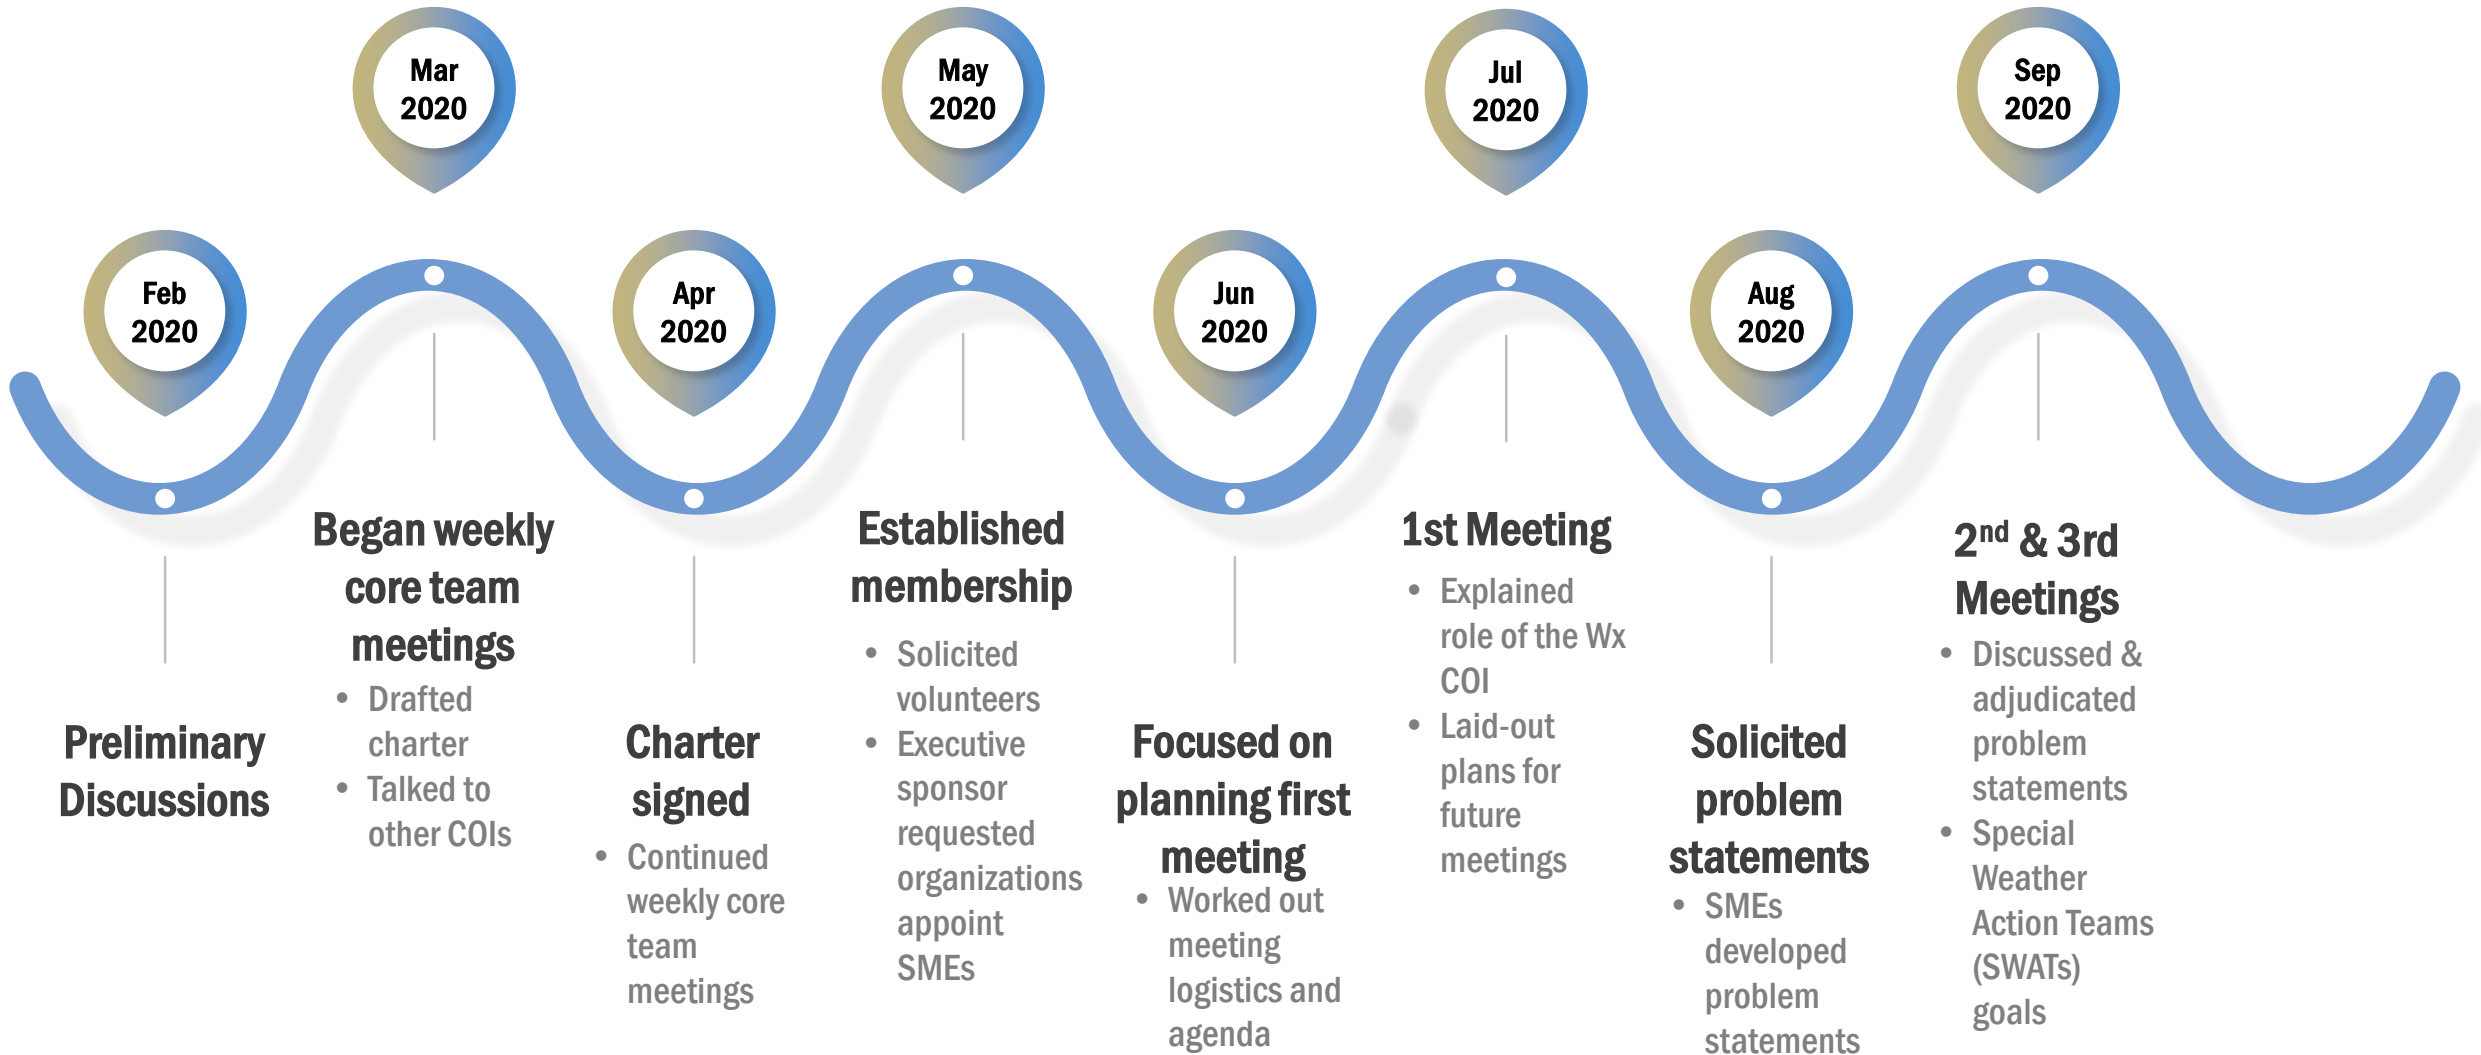 Feb
2020
Preliminary
Discussions
Mar
2020
Began weekly
core team
meetings
• Drafted
charter
• Talked to
other COIs
Apr
2020
Charter
signed
• Continued
weekly core
team
meetings
May
2020
Established
membership
• Solicited
volunteers
• Executive
sponsor
requested
organizations
appoint
SMEs
Jun
2020
Focused on
planning first
meeting
• Worked out
meeting
logistics and
agenda
Jul
2020
1st Meeting
• Explained
role of the Wx
COI
• Laid-out
plans for
future
meetings
Aug
2020
Solicited
problem
statements
• SMEs
developed
problem
statements
Sep
2020
2nd & 3rd
Meetings
• Discussed &
adjudicated
problem
statements
• Special
Weather
Action Teams
(SWATs)
goals